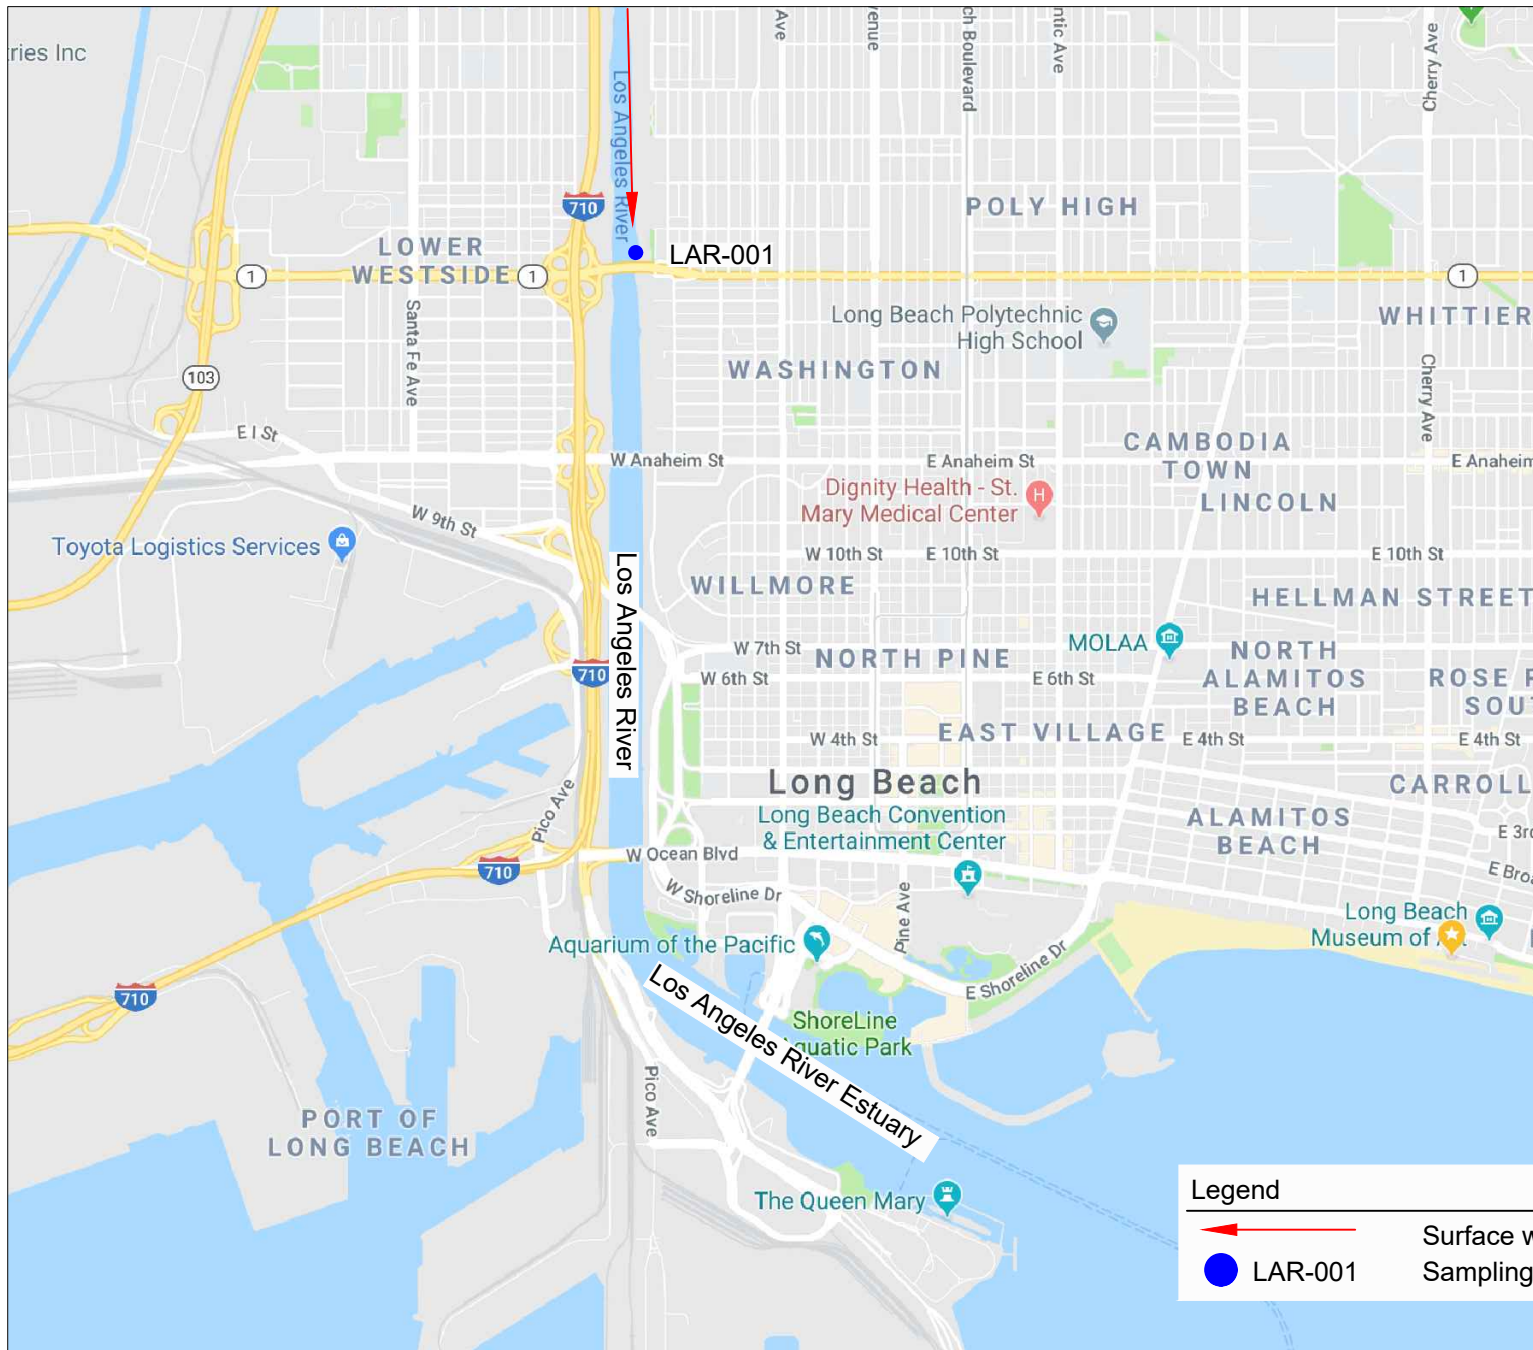 ries Inc
Ave
venue
ch Boulevard
ntic Ave
Cherry Ave
Los Angeles River
710
POLY HIGH
LOWER
WESTSIDE
LAR-001
1
1
1
Santa Fe Ave
Long Beach Polytechnic
High School
WHITTIER
WASHINGTON
103
Cherry Ave
E I St
CAMBODIA
TOWN
W Anaheim St
E Anaheim St
E Anaheim
Dignity Health - St.
Mary Medical Center
H
LINCOLN
W 9th St
Toyota Logistics Services
W 10th St
E 10th St
E 10th St
Los Angeles River
WILLMORE
HELLMAN STREET
MOLAA
W 7th St
NORTH PINE
NORTH
ALAMITOS
BEACH
710
W 6th St
E 6th St
ROSE P
SOUT
W 4th St
EAST VILLAGE
E 4th St
E 4th St
Long Beach
CARROLL
Pico Ave
Long Beach Convention
& Entertainment Center
ALAMITOS
BEACH
E 3rd
W Ocean Blvd
710
E Broa
W Shoreline Dr
Pine Ave
Long Beach
Museum of
Aquarium of the Pacific
E Shoreline Dr
710
Los Angeles River Estuary
ShoreLine
quatic Park
Pico Ave
PORT OF
LONG BEACH
The Queen Mary
Legend
Surface w
LAR-001
Sampling